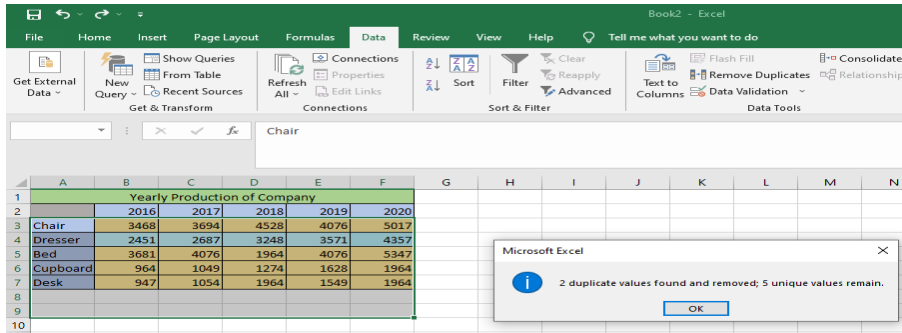 Book2 - Excel
File Home Insert Page Layout Formulas Data Review View Help Tell me what you want to do
Get External Data
New Query
Show Queries
From Table
Recent Sources
Get & Transform
Refresh All
Connections
Properties
Edit Links
Connections
Sort
Filter
Clear
Reapply
Advanced
Sort & Filter
Text to Columns
Flash Fill
Remove Duplicates
Data Validation
Consolidate
Relationship
Data Tools
fx Chair
A B C D E F G H I J K L M N
1 Yearly Production of Company
2 2016 2017 2018 2019 2020
3 Chair 3468 3694 4528 4076 5017
4 Dresser 2451 2687 3248 3571 4357
5 Bed 3681 4076 1964 4076 5347
6 Cupboard 964 1049 1274 1628 1964
7 Desk 947 1054 1964 1549 1964
8
9
10
Microsoft Excel
2 duplicate values found and removed; 5 unique values remain.
OK